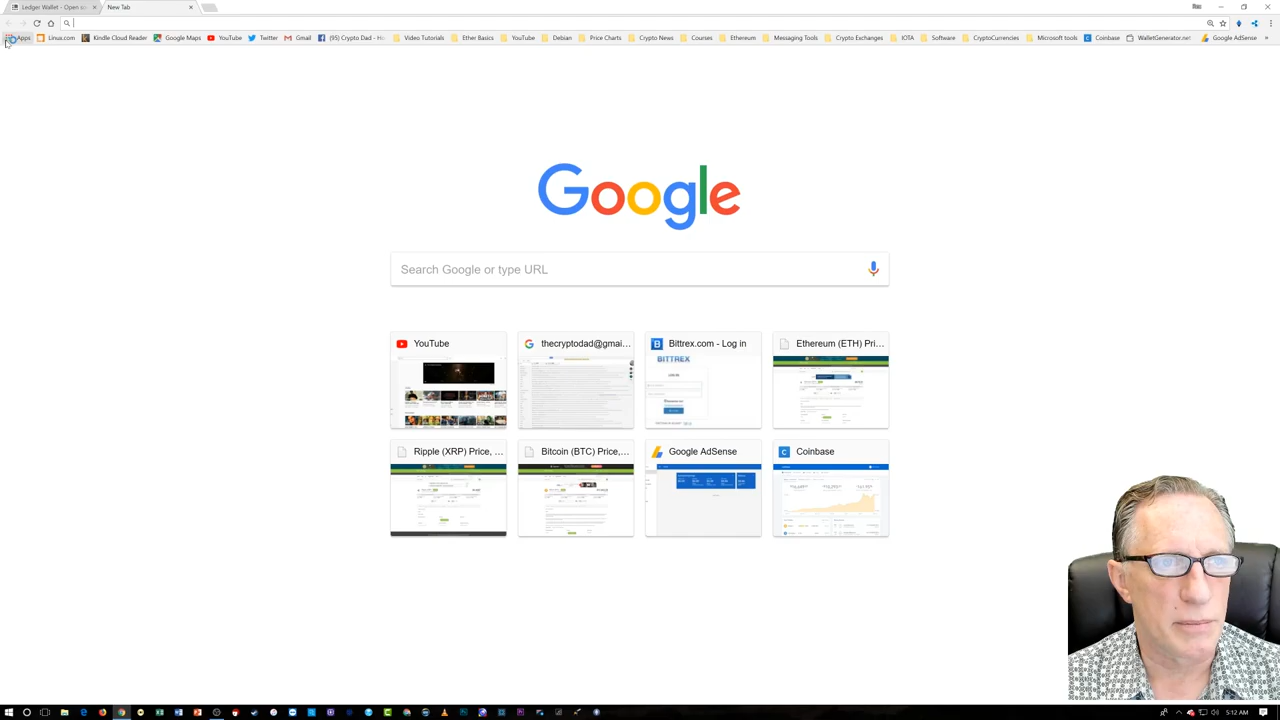 Ledger Wallet - Open so
New Tab
Apps Linux.com Kindle Cloud Reader Google Maps YouTube Twitter Gmail (95) Crypto Dad - Ho Video Tutorials Ether Basics YouTube Debian Price Charts Crypto News Courses Ethereum Messaging Tools Crypto Exchanges IOTA Software CryptoCurrencies Microsoft tools Coinbase WalletGenerator.net Google AdSense »
Google
Search Google or type URL
YouTube
thecryptodad@gmai...
Bittrex.com - Log in
BITTREX
Ethereum (ETH) Pri...
Ripple (XRP) Price, ...
Bitcoin (BTC) Price,...
Google AdSense
Coinbase
5:12 AM